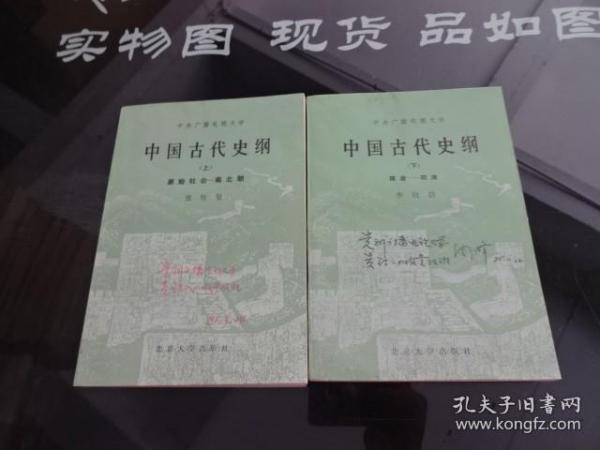 实物图 现货 品如图
中央广播电视大学
中国古代史纲
（上）
原始社会—南北朝
张传玺
北京大学出版社
中央广播电视大学
中国古代史纲
（下）
隋唐—明清
李培浩
北京大学出版社
孔夫子旧书网
www.kongfz.com